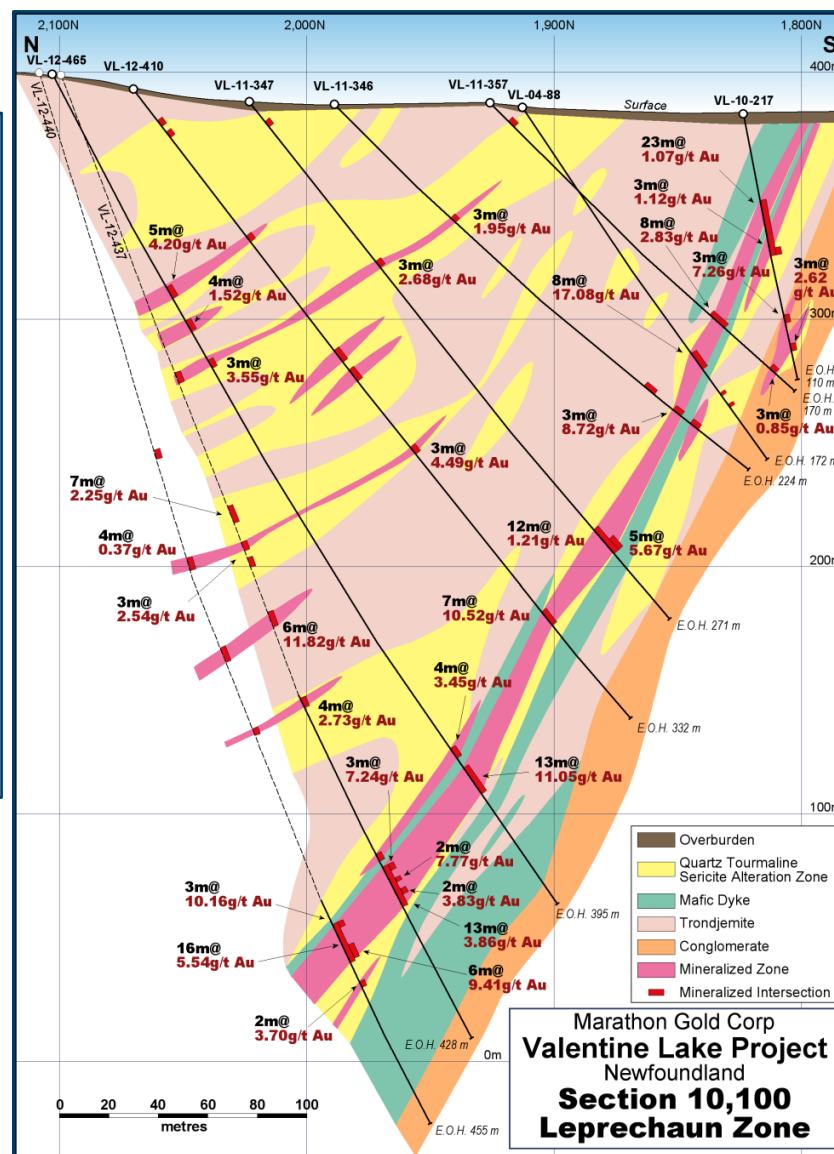 2,100N
2,000N
1,900N
1,800N
N
S
VL-12-465
VL-12-410
VL-11-347
VL-11-346
VL-11-357
VL-04-88
VL-10-217
Surface
400m
VL-12-440
VL-12-437
23m@
1.07g/t Au
3m@
1.12g/t Au
8m@
2.83g/t Au
3m@
7.26g/t Au
3m@
2.62
g/t Au
5m@
4.20g/t Au
4m@
1.52g/t Au
3m@
1.95g/t Au
3m@
2.68g/t Au
8m@
17.08g/t Au
300m
3m@
3.55g/t Au
E.O.H.
110 m
E.O.H.
170 m
3m@
8.72g/t Au
3m@
0.85g/t Au
3m@
4.49g/t Au
E.O.H. 172 m
E.O.H. 224 m
7m@
2.25g/t Au
4m@
0.37g/t Au
12m@
1.21g/t Au
5m@
5.67g/t Au
200m
3m@
2.54g/t Au
7m@
10.52g/t Au
6m@
11.82g/t Au
E.O.H. 271 m
4m@
3.45g/t Au
4m@
2.73g/t Au
E.O.H. 332 m
3m@
7.24g/t Au
13m@
11.05g/t Au
100m
2m@
7.77g/t Au
2m@
3.83g/t Au
3m@
10.16g/t Au
13m@
3.86g/t Au
E.O.H. 395 m
16m@
5.54g/t Au
6m@
9.41g/t Au
2m@
3.70g/t Au
E.O.H. 428 m
0m
E.O.H. 455 m
Overburden
Quartz Tourmaline
Sericite Alteration Zone
Mafic Dyke
Trondjemite
Conglomerate
Mineralized Zone
Mineralized Intersection
0 20 40 60 80 100
metres
Marathon Gold Corp
Valentine Lake Project
Newfoundland
Section 10,100
Leprechaun Zone